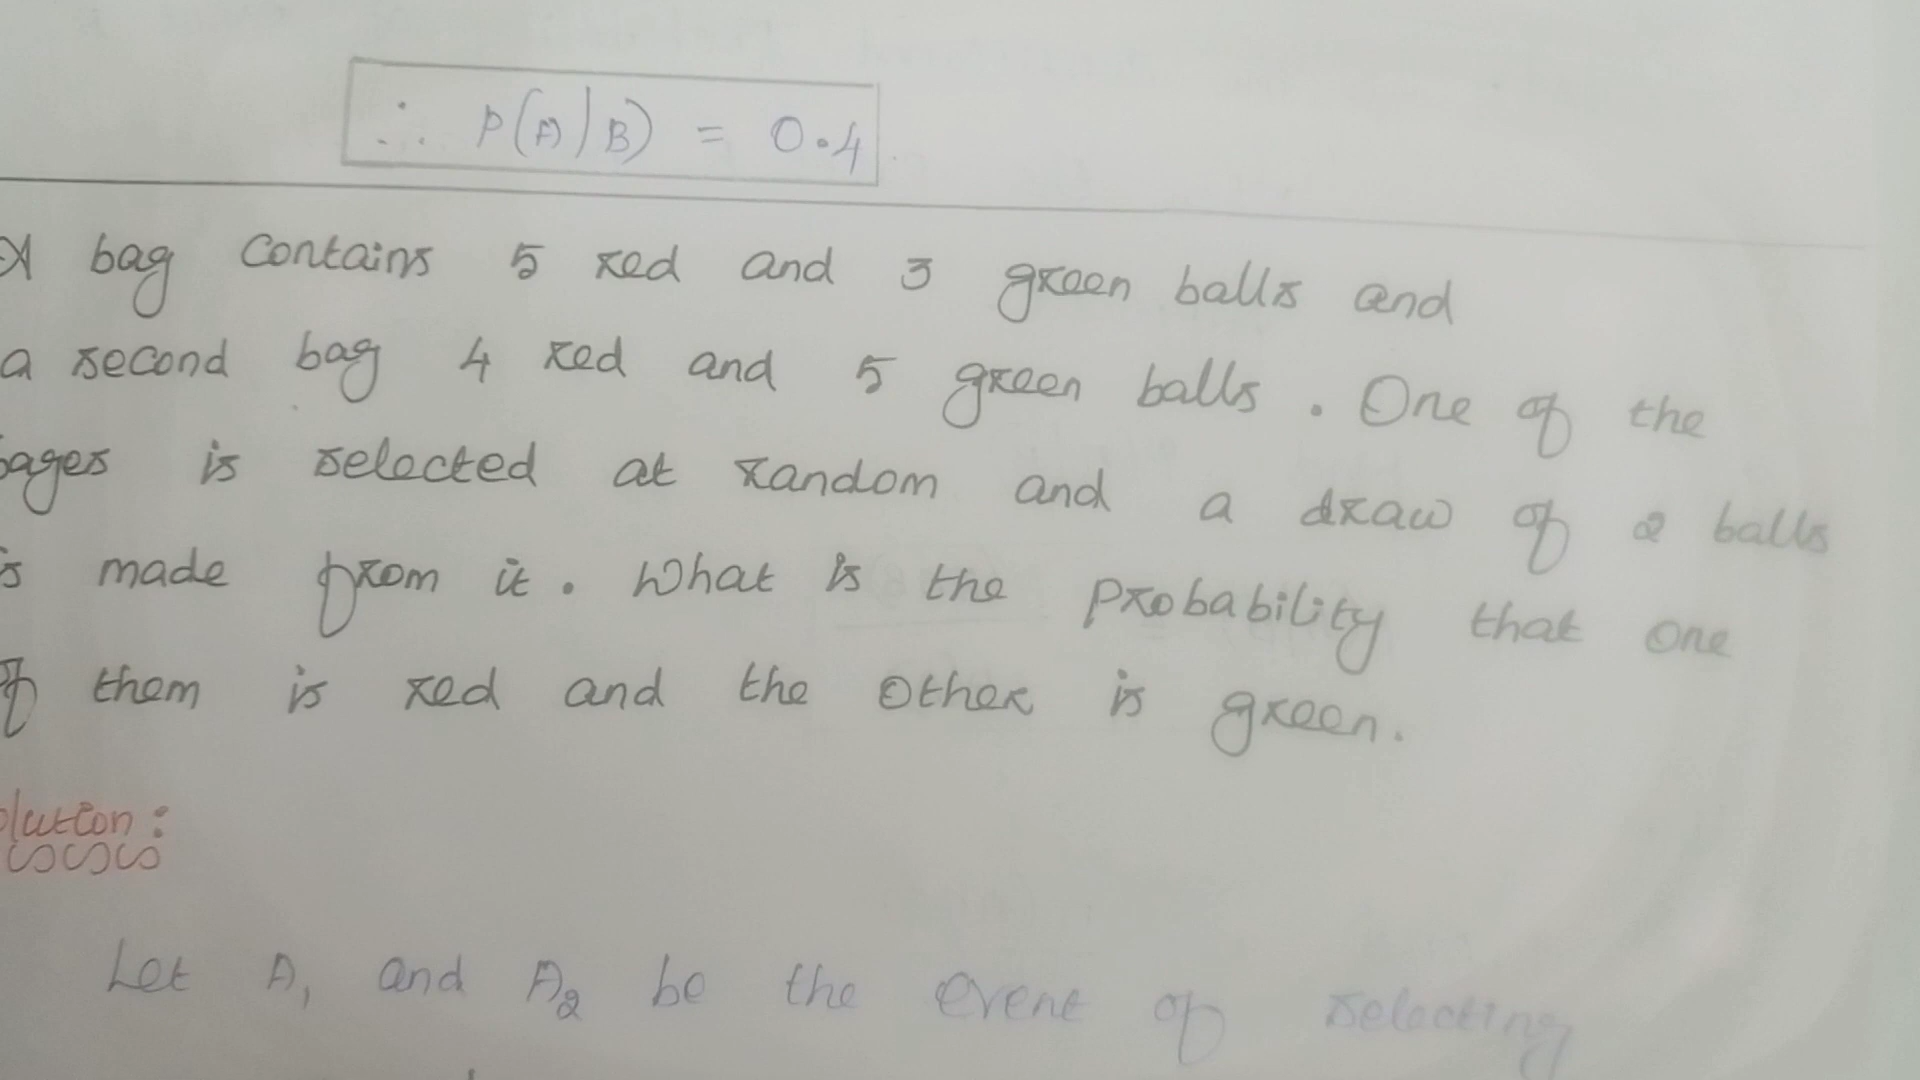 ∴ P(A|B) = 0.4
A bag contains 5 red and 3 green balls and
a second bag 4 red and 5 green balls. One of the
bages is selected at random and a draw of 2 balls
is made from it. What is the probability that one
of them is red and the other is green.
olution:
Let A₁ and A₂ be the event of selecting